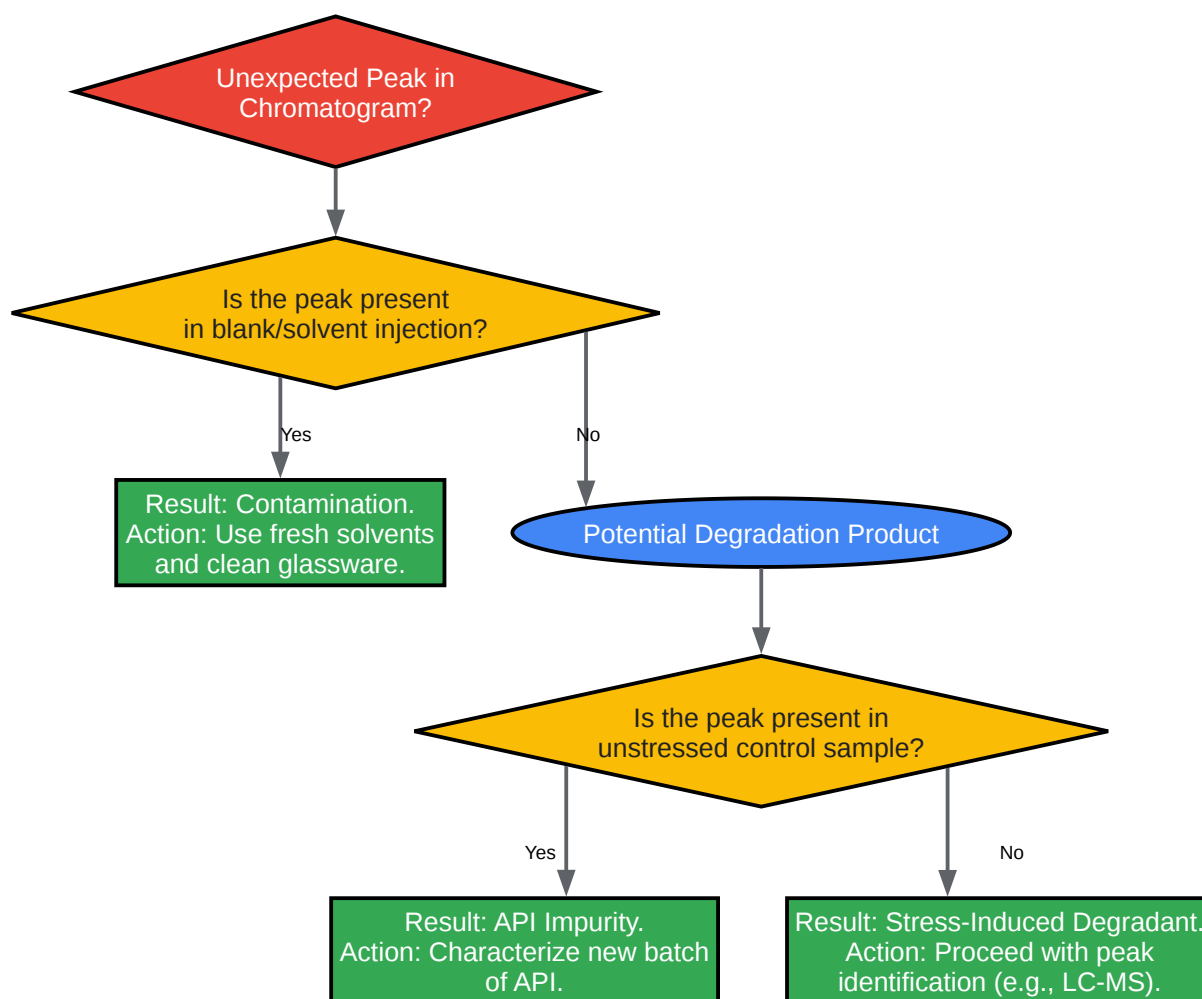 Unexpected Peak in
Chromatogram?
Is the peak present
in blank/solvent injection?
Yes
No
Result: Contamination.
Action: Use fresh solvents
and clean glassware.
Potential Degradation Product
Is the peak present in
unstressed control sample?
Yes
No
Result: API Impurity.
Action: Characterize new batch
of API.
Result: Stress-Induced Degradant.
Action: Proceed with peak
identification (e.g., LC-MS).